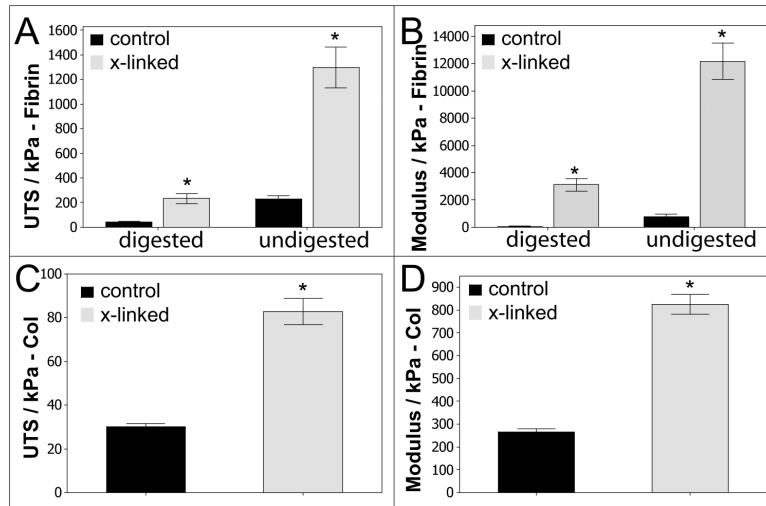 A
UTS / kPa - Fibrin
1600
1400
1200
1000
800
600
400
200
0
control
x-linked
*
*
digested
undigested
B
Modulus / kPa - Fibrin
14000
12000
10000
8000
6000
4000
2000
0
control
x-linked
*
*
digested
undigested
C
UTS / kPa - Col
100
80
60
40
20
0
control
x-linked
*
D
Modulus / kPa - Col
900
800
700
600
500
400
300
200
100
0
control
x-linked
*